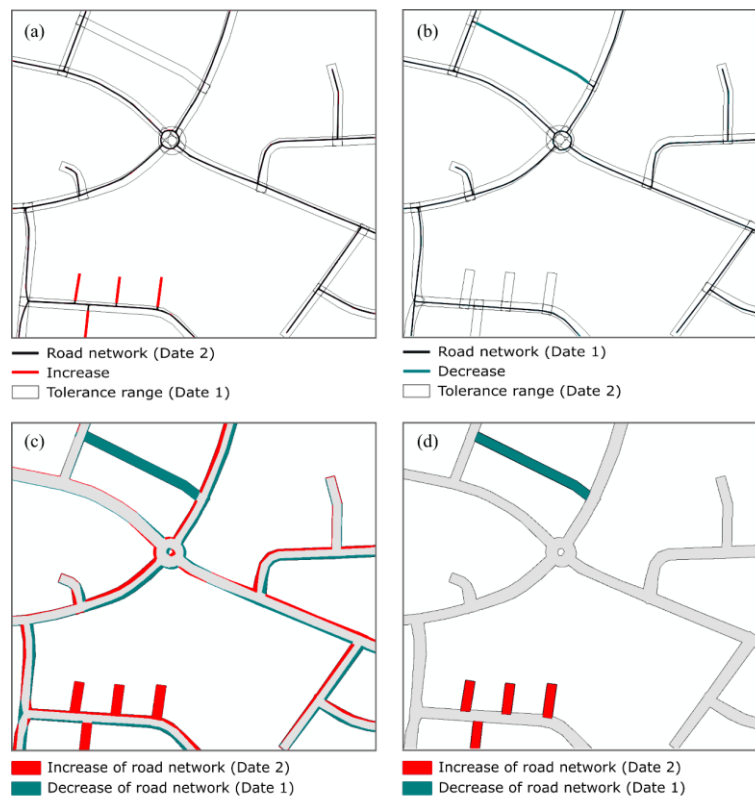 (a)
(b)
Road network (Date 2)
Increase
Tolerance range (Date 1)
Road network (Date 1)
Decrease
Tolerance range (Date 2)
(c)
(d)
Increase of road network (Date 2)
Decrease of road network (Date 1)
Increase of road network (Date 2)
Decrease of road network (Date 1)